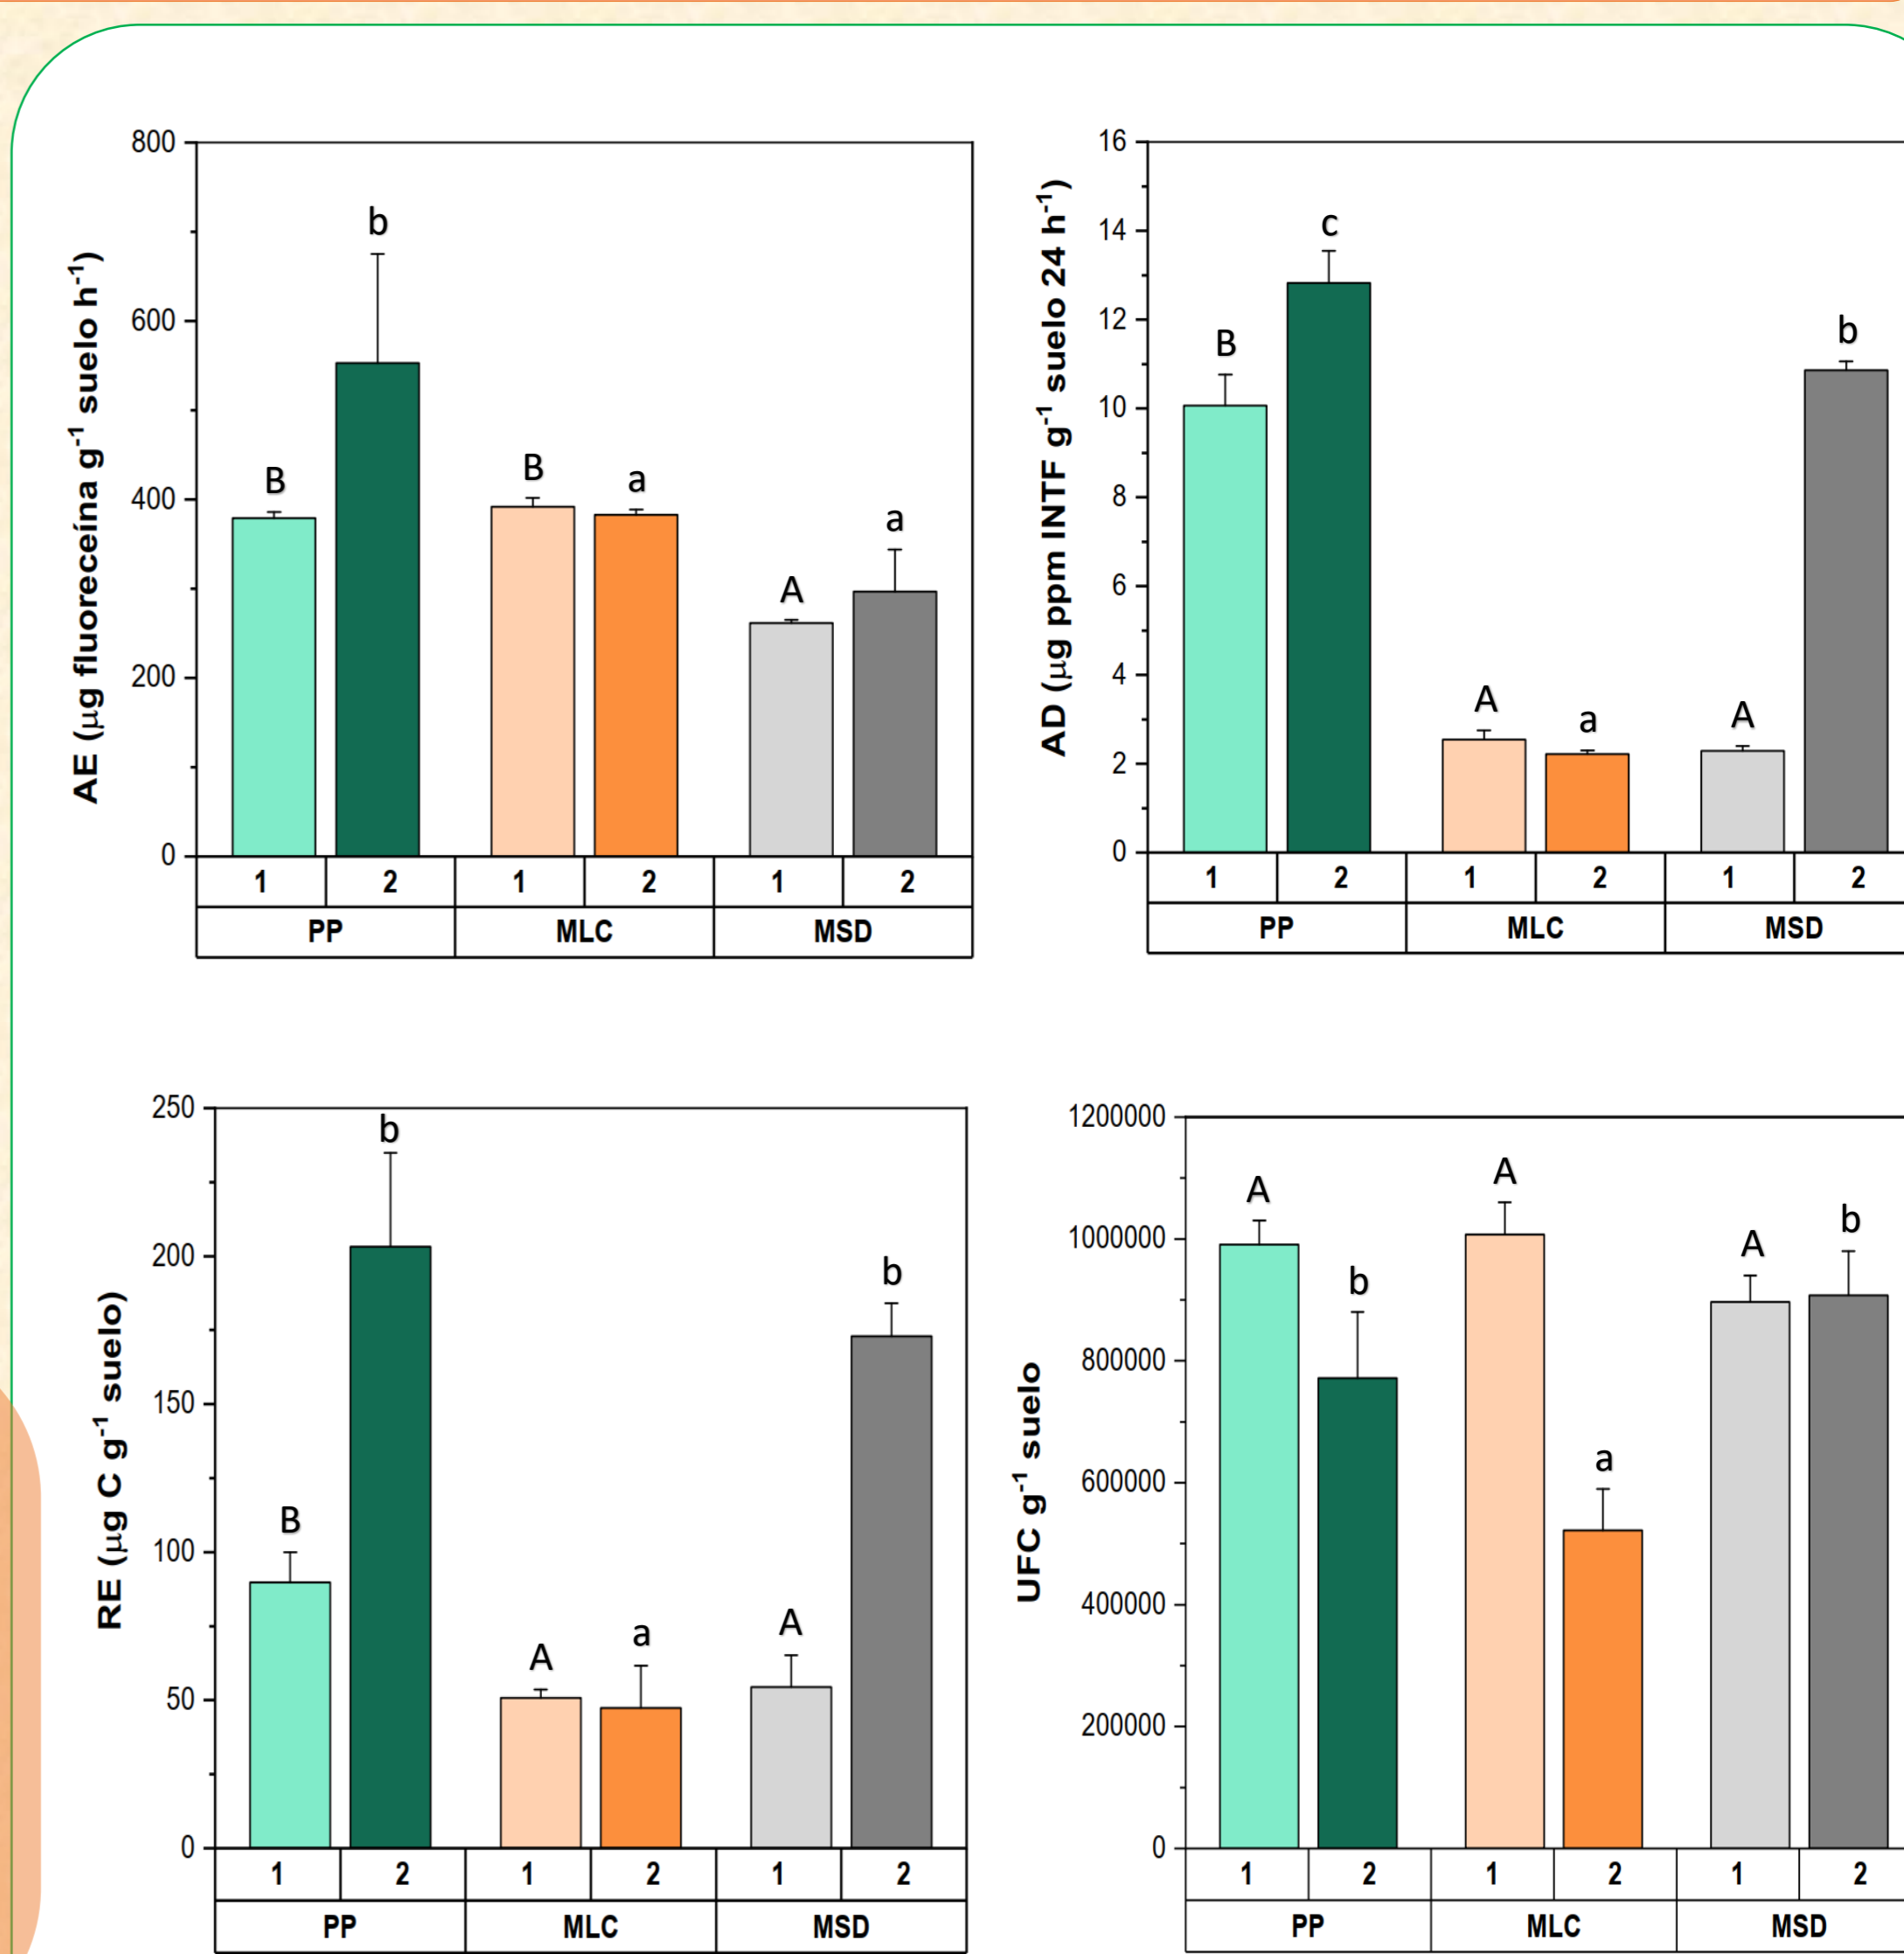 AE (μg fluoreceína g⁻¹ suelo h⁻¹)
800
600
400
200
0
B
b
B
a
A
a
1 2 1 2 1 2
PP MLC MSD
AD (μg ppm INTF g⁻¹ suelo 24 h⁻¹)
16
14
12
10
8
6
4
2
0
B
c
A
a
A
b
1 2 1 2 1 2
PP MLC MSD
RE (μg C g⁻¹ suelo)
250
200
150
100
50
0
B
b
A
a
A
b
1 2 1 2 1 2
PP MLC MSD
UFC g⁻¹ suelo
1200000
1000000
800000
600000
400000
200000
0
A
b
A
a
A
b
1 2 1 2 1 2
PP MLC MSD